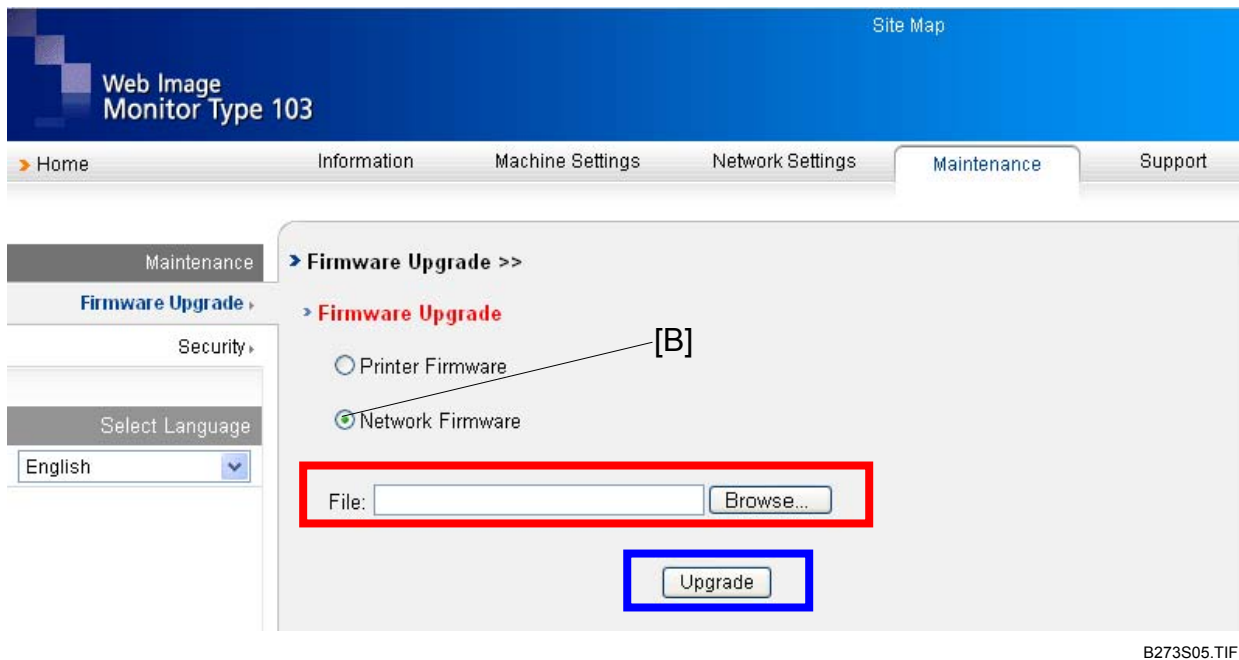 Site Map
Web Image
Monitor Type 103
Home
Information
Machine Settings
Network Settings
Maintenance
Support
Maintenance
Firmware Upgrade
Security
Select Language
English
Firmware Upgrade >>
Firmware Upgrade
[B]
Printer Firmware
Network Firmware
File:
Browse...
Upgrade
B273S05.TIF